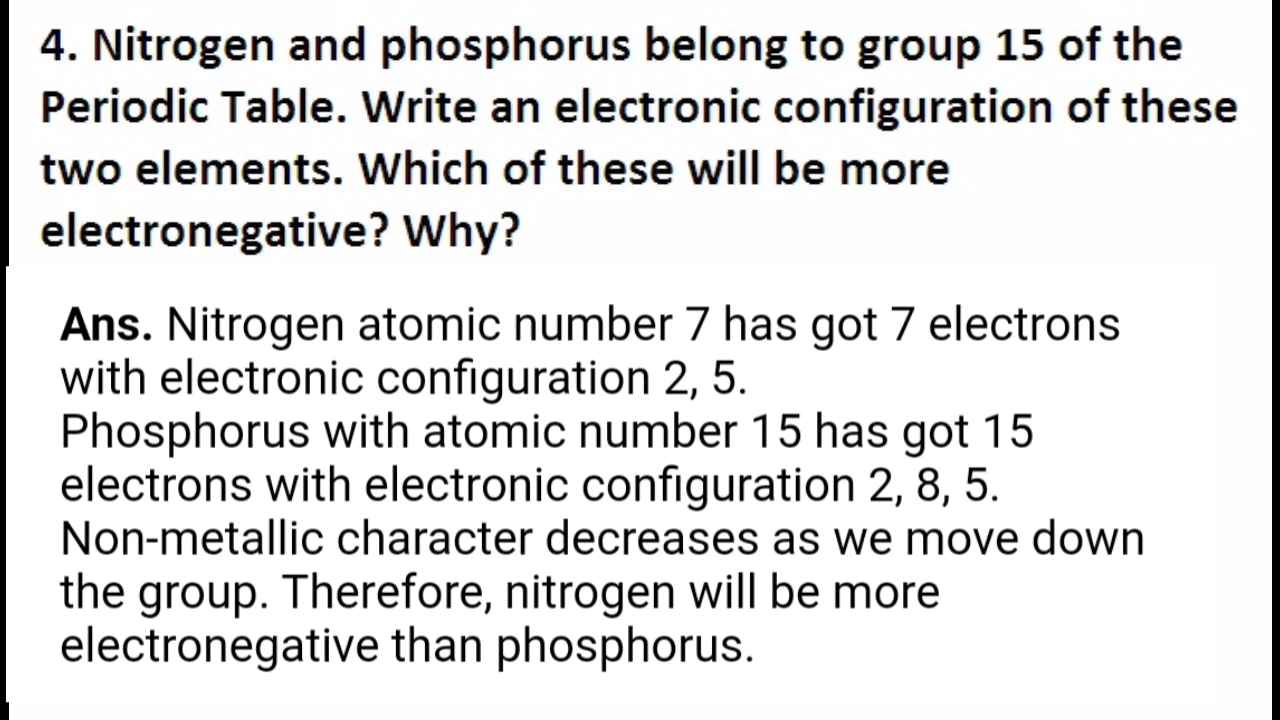 4. Nitrogen and phosphorus belong to group 15 of the
Periodic Table. Write an electronic configuration of these
two elements. Which of these will be more
electronegative? Why?
Ans. Nitrogen atomic number 7 has got 7 electrons
with electronic configuration 2, 5.
Phosphorus with atomic number 15 has got 15
electrons with electronic configuration 2, 8, 5.
Non-metallic character decreases as we move down
the group. Therefore, nitrogen will be more
electronegative than phosphorus.